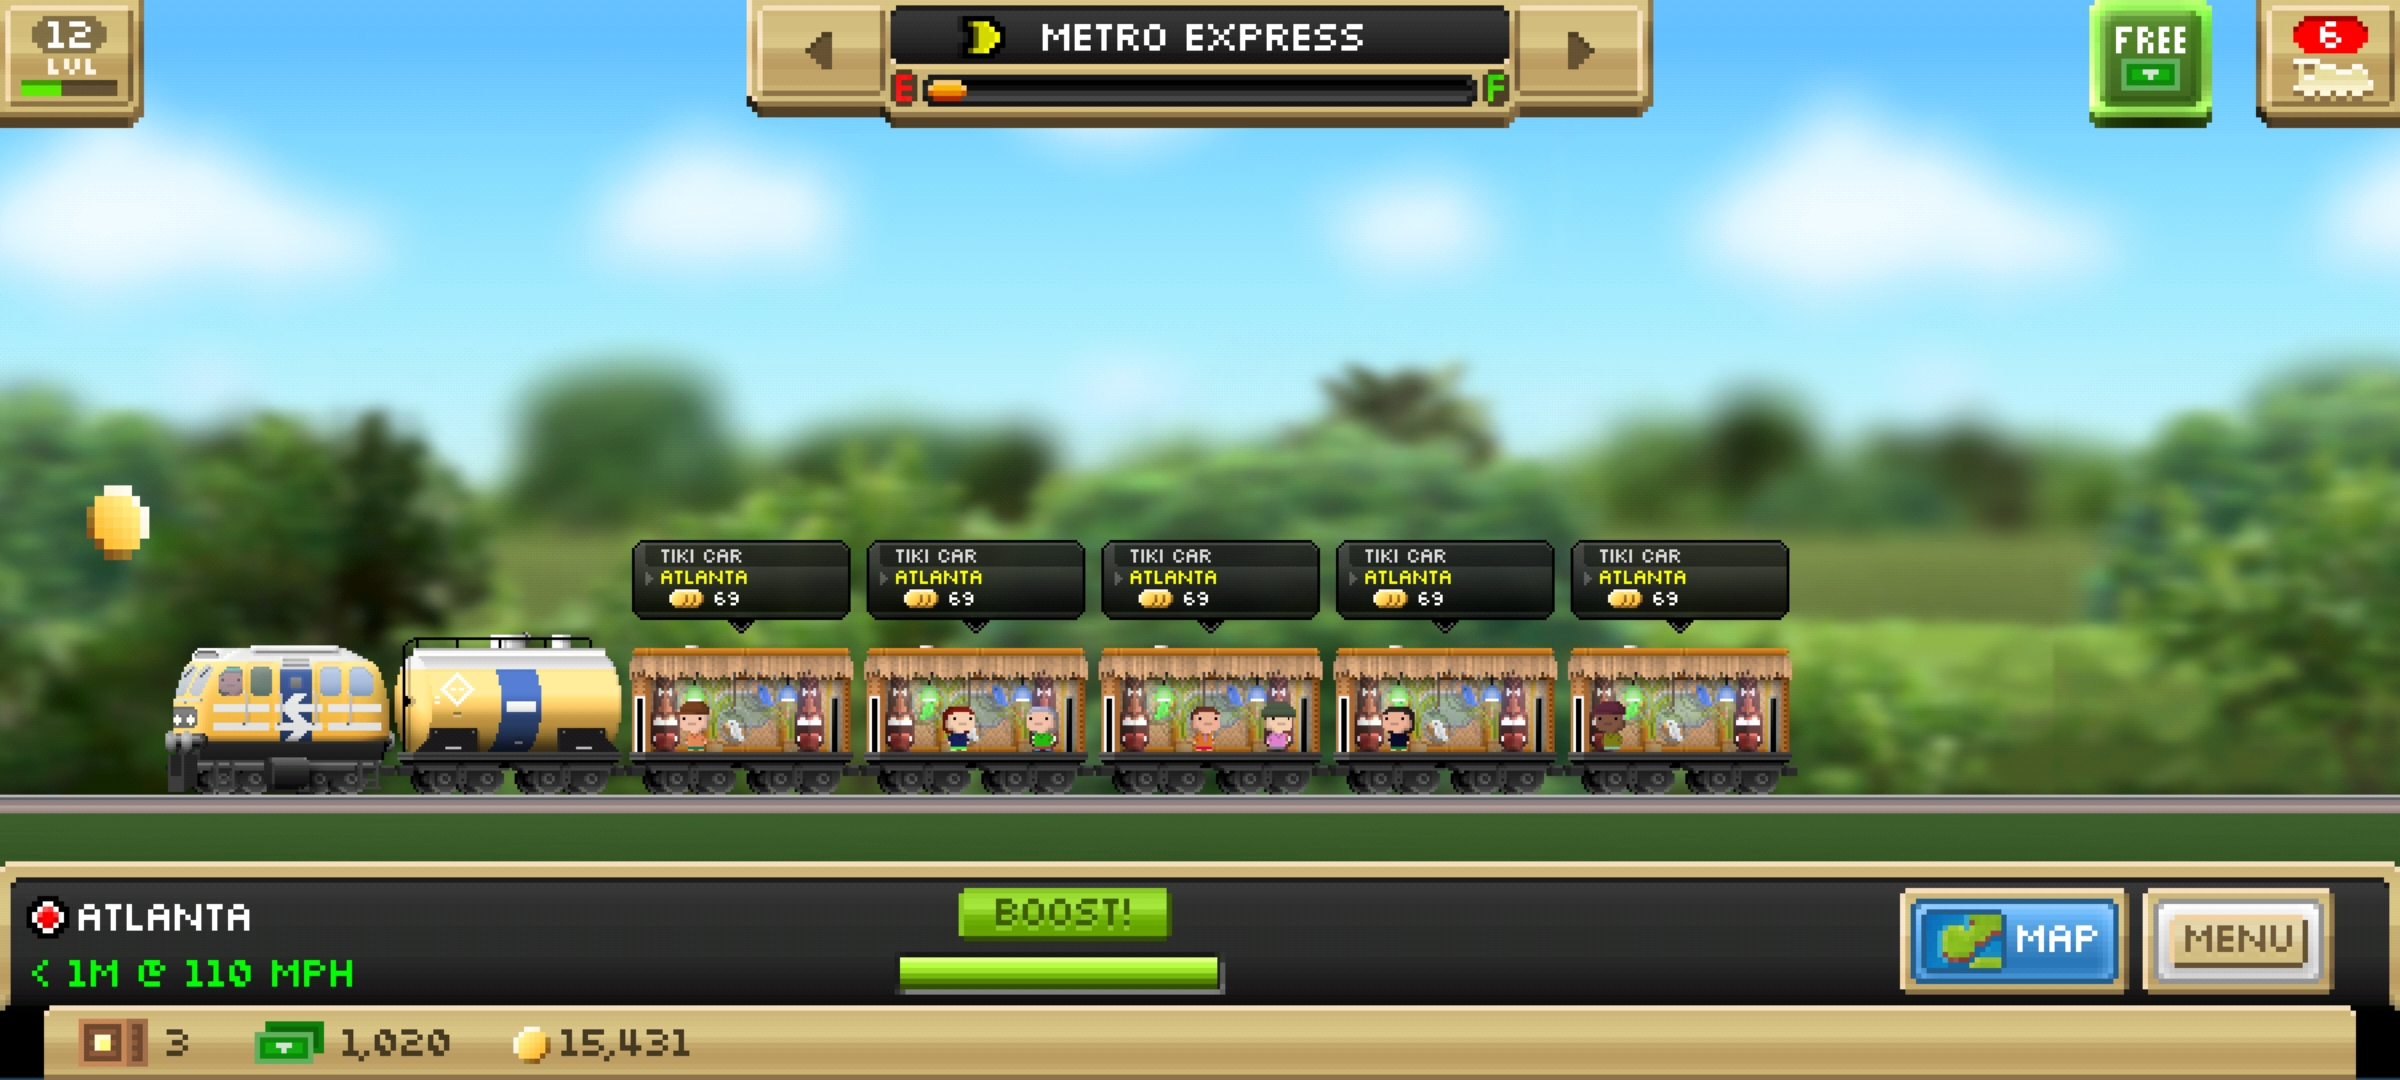 12
LVL
METRO EXPRESS
E F
FREE
6
TIKI CAR
ATLANTA
69
TIKI CAR
ATLANTA
69
TIKI CAR
ATLANTA
69
TIKI CAR
ATLANTA
69
TIKI CAR
ATLANTA
69
ATLANTA
< 1M @ 110 MPH
BOOST!
MAP
MENU
3 1,020 15,431